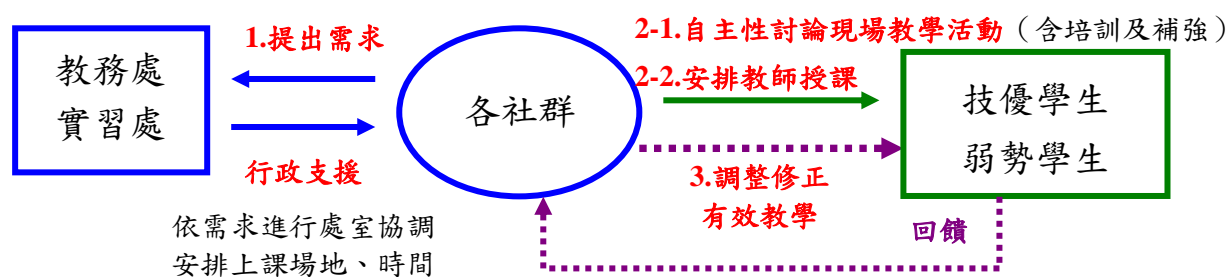 教務處
實習處
1.提出需求
行政支援
依需求進行處室協調
安排上課場地、時間
各社群
2-1.自主性討論現場教學活動（含培訓及補強）
2-2.安排教師授課
3.調整修正
有效教學
回饋
技優學生
弱勢學生